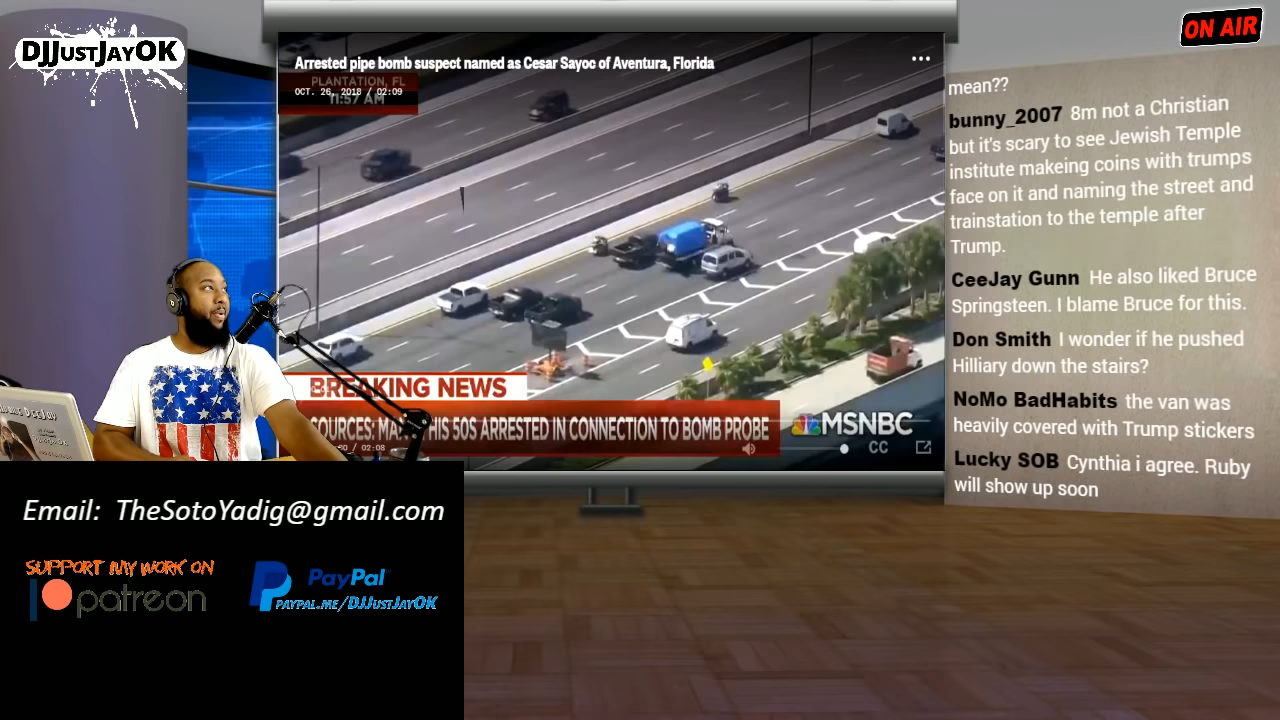 DJJUSTJAYOK
ON AIR
Arrested pipe bomb suspect named as Cesar Sayoc of Aventura, Florida
PLANTATION, FL
OCT. 26, 2018 / 02:09
11:57 AM
BREAKING NEWS
SOURCES: MAN IN HIS 50S ARRESTED IN CONNECTION TO BOMB PROBE
/ 02:08
MSNBC
CC
mean??
bunny_2007 8m not a Christian
but it's scary to see Jewish Temple
institute makeing coins with trumps
face on it and naming the street and
trainstation to the temple after
Trump.
CeeJay Gunn He also liked Bruce
Springsteen. I blame Bruce for this.
Don Smith I wonder if he pushed
Hilliary down the stairs?
NoMo BadHabits the van was
heavily covered with Trump stickers
Lucky SOB Cynthia i agree. Ruby
will show up soon
Email: TheSotoYadig@gmail.com
SUPPORT MY WORK ON
patreon
PayPal
PAYPAL.ME/DJJUSTJAYOK